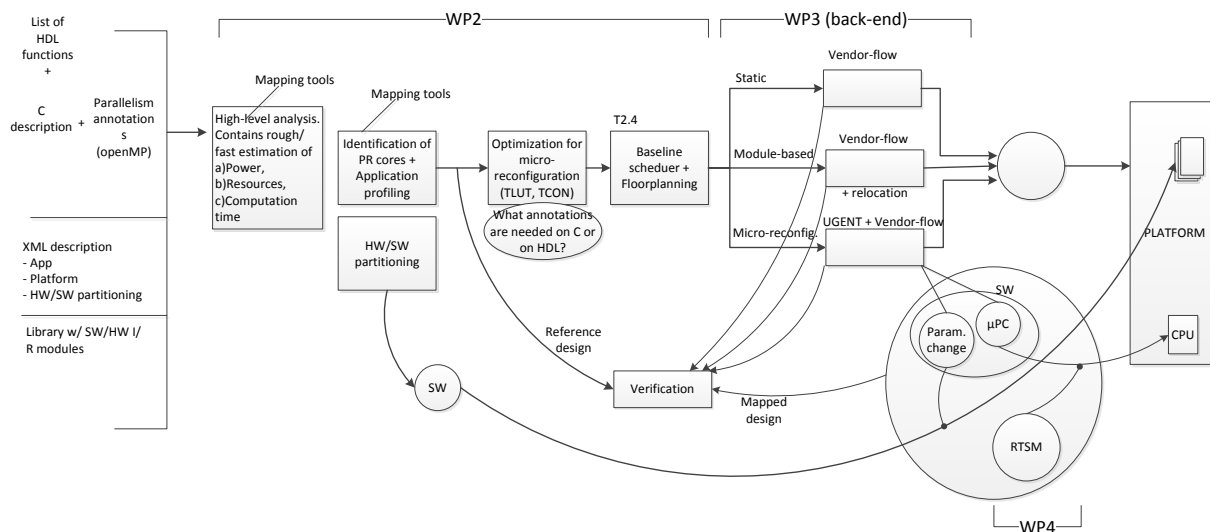 List of
HDL
functions
+
C
description
+
Parallelism
annotation
s
(openMP)
XML description
- App
- Platform
- HW/SW partitioning
Library w/ SW/HW I/
R modules
WP2
Mapping tools
High-level analysis.
Contains rough/
fast estimation of
a)Power,
b)Resources,
c)Computation
time
Mapping tools
Identification of
PR cores +
Application
profiling
HW/SW
partitioning
Optimization for
micro-
reconfiguration
(TLUT, TCON)
What annotations
are needed on C or
on HDL?
T2.4
Baseline
scheduer +
Floorplanning
WP3 (back-end)
Vendor-flow
Static
Vendor-flow
Module-based
+ relocation
UGENT + Vendor-flow
Micro-reconfig.
PLATFORM
CPU
SW
Param.
change
µPC
RTSM
Reference
design
Verification
Mapped
design
SW
WP4